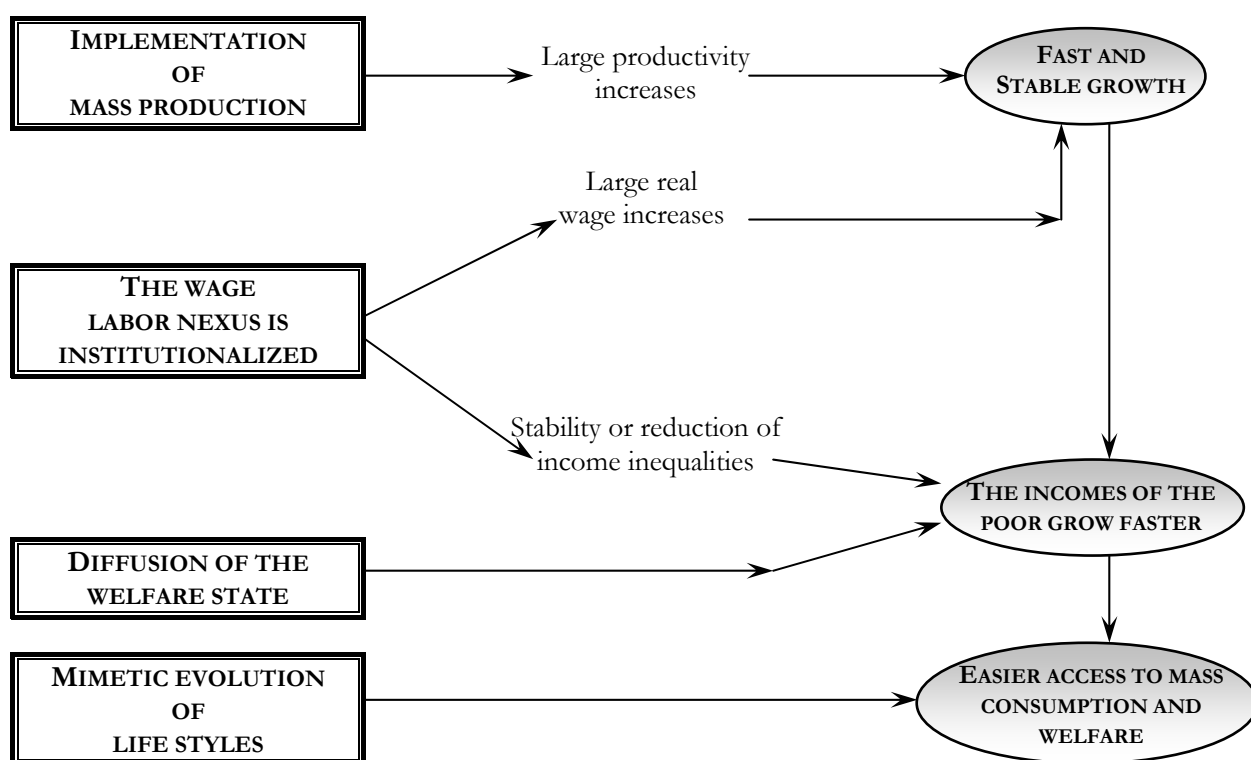 IMPLEMENTATION
OF
MASS PRODUCTION
Large productivity
increases
FAST AND
STABLE GROWTH
Large real
wage increases
THE WAGE
LABOR NEXUS IS
INSTITUTIONALIZED
Stability or reduction of
income inequalities
THE INCOMES OF THE
POOR GROW FASTER
DIFFUSION OF THE
WELFARE STATE
MIMETIC EVOLUTION
OF
LIFE STYLES
EASIER ACCESS TO MASS
CONSUMPTION AND
WELFARE